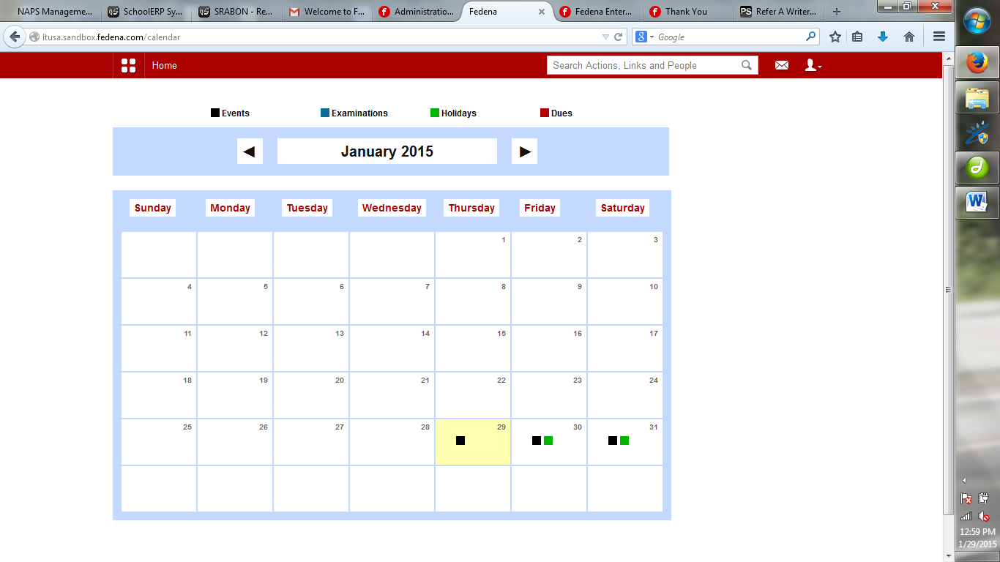 NAPS Manageme...
SchoolERP Sy...
SRABON - Re...
Welcome to F...
Administratio...
Fedena
Fedena Enter...
Thank You
Refer A Writer...
ltusa.sandbox.fedena.com/calendar
Google
Home
Search Actions, Links and People
Events Examinations Holidays Dues
January 2015
Sunday Monday Tuesday Wednesday Thursday Friday Saturday
1 2 3
4 5 6 7 8 9 10
11 12 13 14 15 16 17
18 19 20 21 22 23 24
25 26 27 28 29 30 31
12:59 PM
1/29/2015